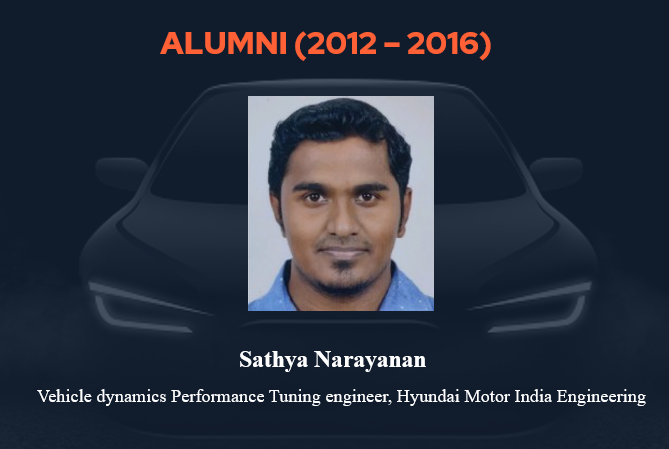 ALUMNI (2012 – 2016)
Sathya Narayanan
Vehicle dynamics Performance Tuning engineer, Hyundai Motor India Engineering